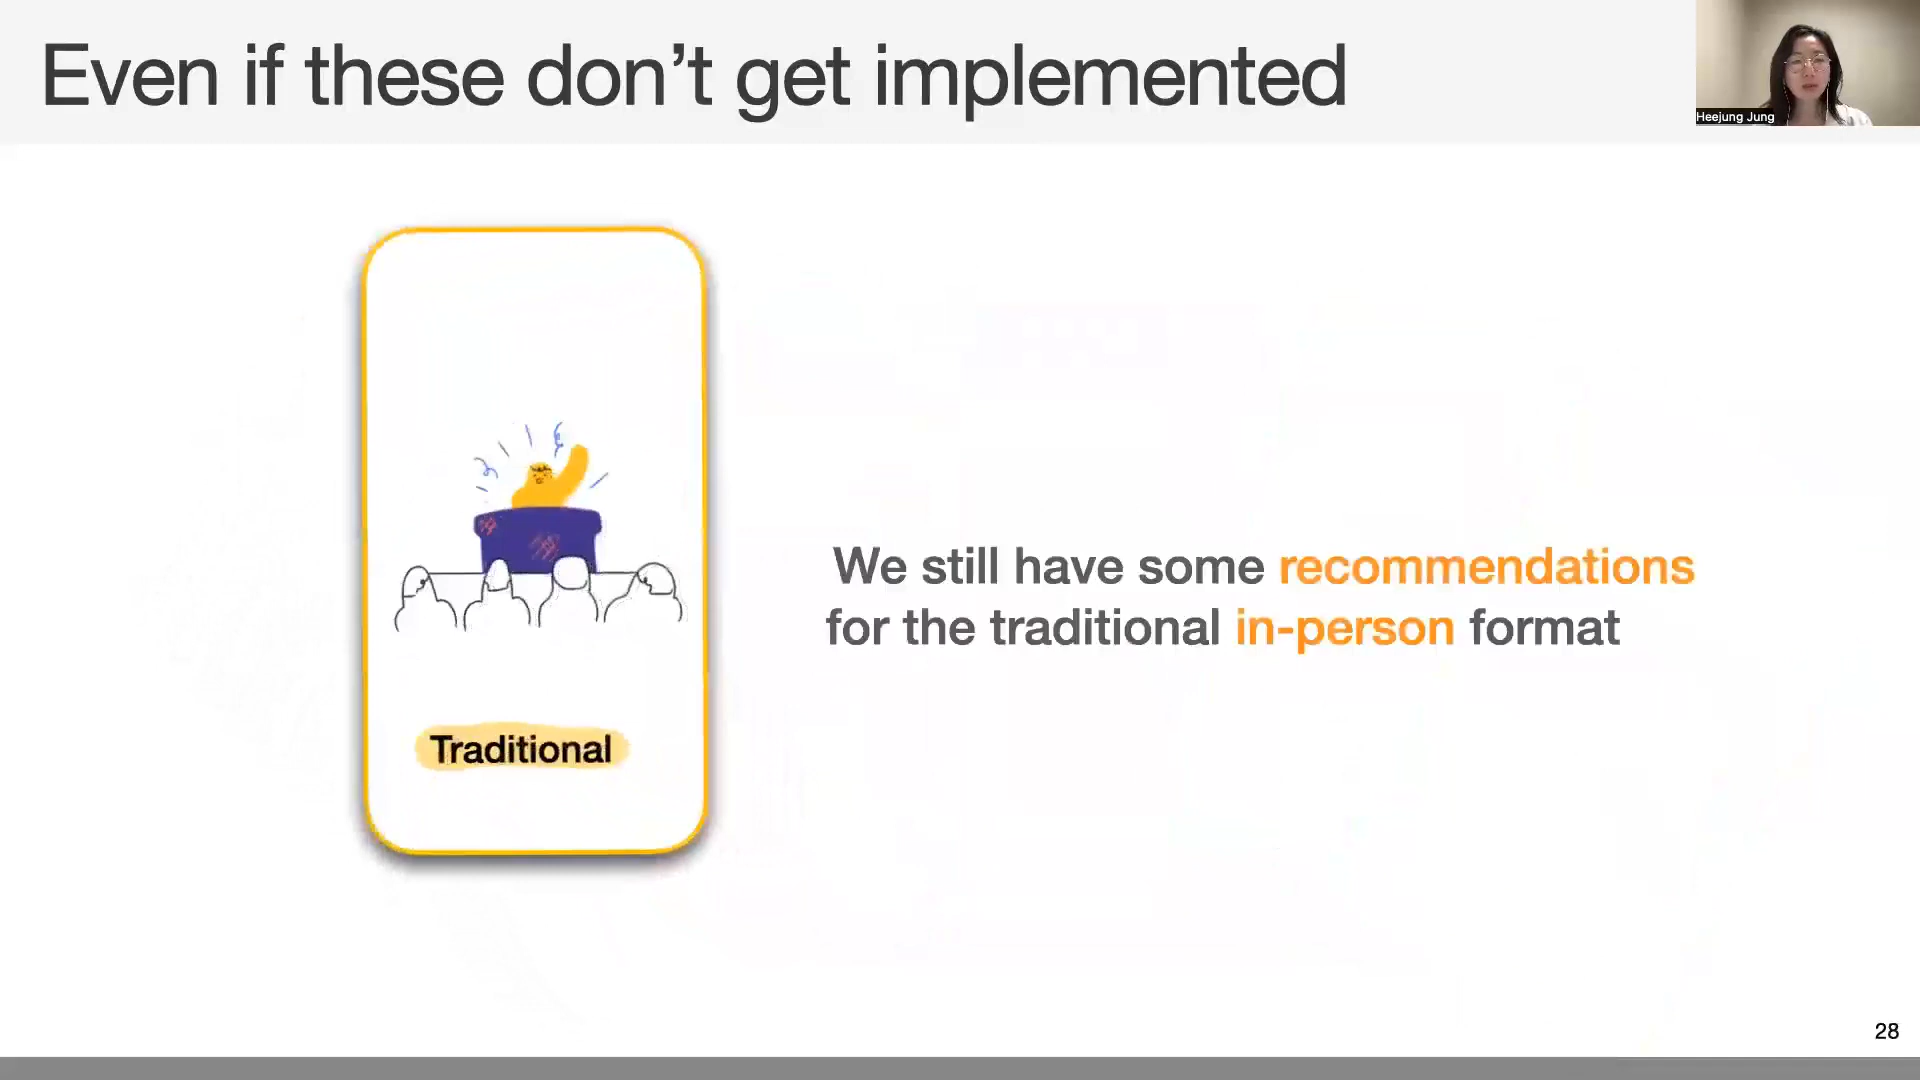 Even if these don’t get implemented
Heejung Jung
We still have some recommendations
for the traditional in-person format
Traditional
28